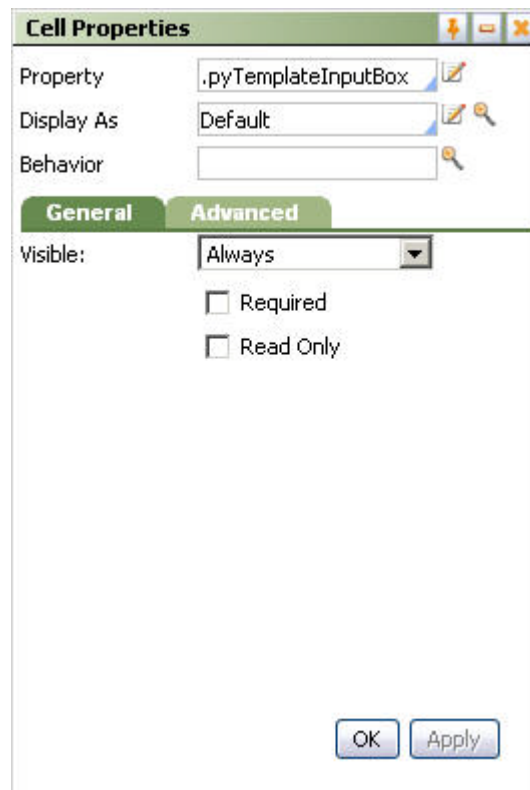 Cell Properties
Property .pyTemplateInputBox
Display As Default
Behavior
General Advanced
Visible: Always
Required
Read Only
OK Apply